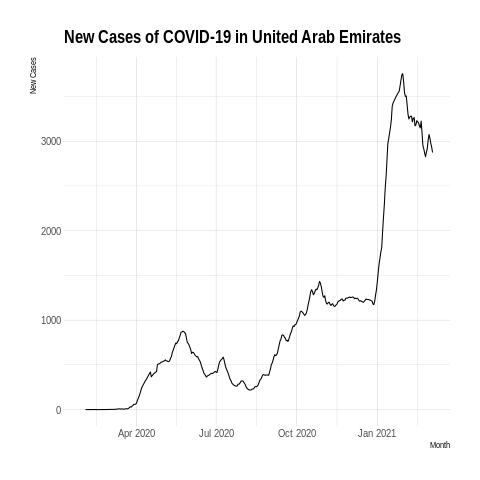 New Cases of COVID-19 in United Arab Emirates
New Cases
3000
2000
1000
0
Apr 2020 Jul 2020 Oct 2020 Jan 2021
Month